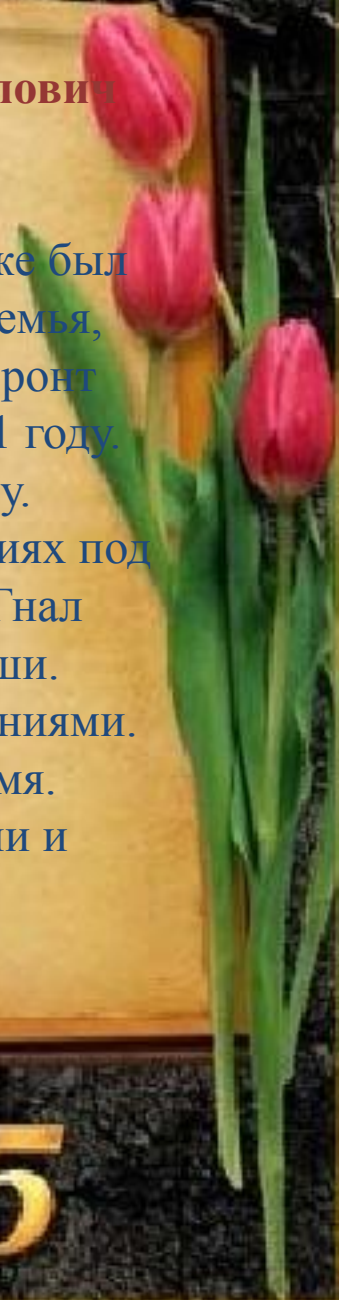 лович
же был
емья,
ронт
1 году.
у.
иях под
Гнал
ши.
ниями.
мя.
ли и
5